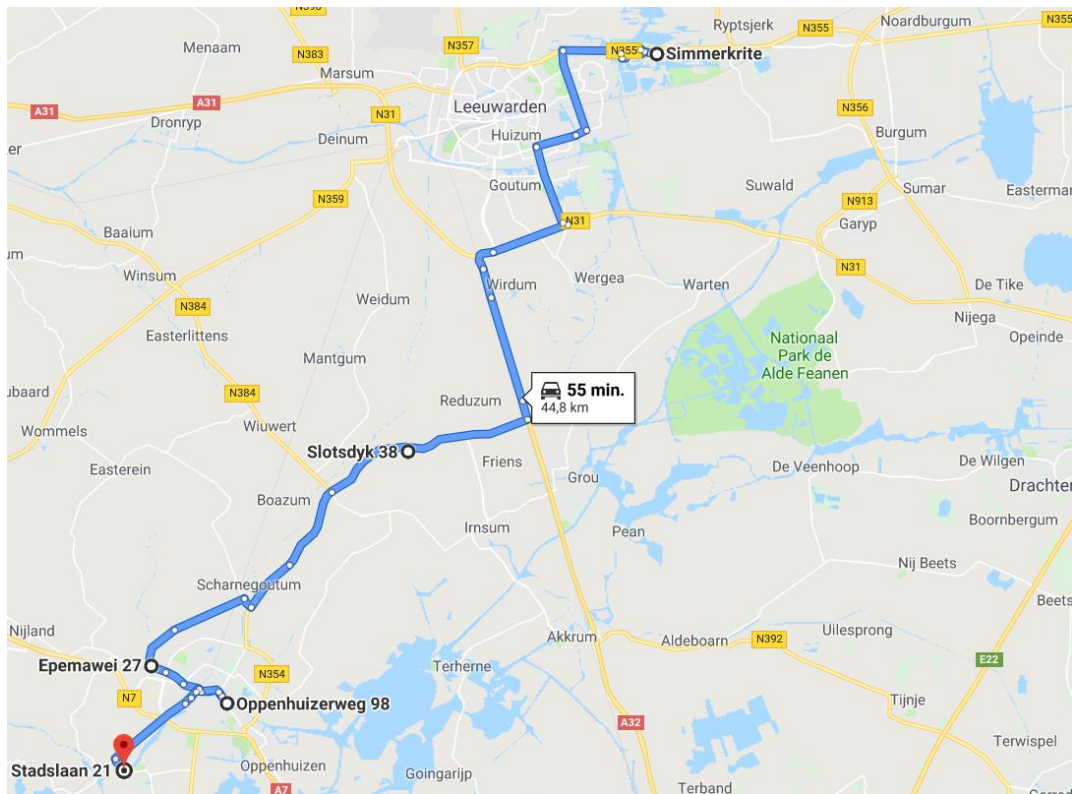 N398
Ryptsjerk
Noardburgum
N355
N355
Menaam
N357
N383
N355
Simmerkrite
Marsum
A31
A31
Leeuwarden
N356
Dronryp
N31
Huizum
Deinum
Burgum
er
Goutum
Suwald
Sumar
Easterman
N359
N913
Garyp
Baaium
N31
um
N31
Wergea
Winsum
Wirdum
Warten
De Tike
Weidum
N384
Nijega
Easterlittens
Nationaal
Park de
Alde Feanen
Opeinde
Mantgum
55 min.
44,8 km
ubaard
N384
Reduzum
Wommels
Wiuwert
Slotsdyk 38
Friens
De Wilgen
Easterein
De Veenhoop
Grou
Drachten
Boazum
Boornbergum
Irnsum
Pean
Nij Beets
Scharnegoutum
Beets
Nijland
Akkrum
Aldeboarn
N392
Uilesprong
Epemawei 27
Terherne
E22
N354
N7
Oppenhuizerweg 98
Tijnje
A32
Terwispel
Stadslaan 21
Oppenhuizen
Goingarijp
A7
Terband